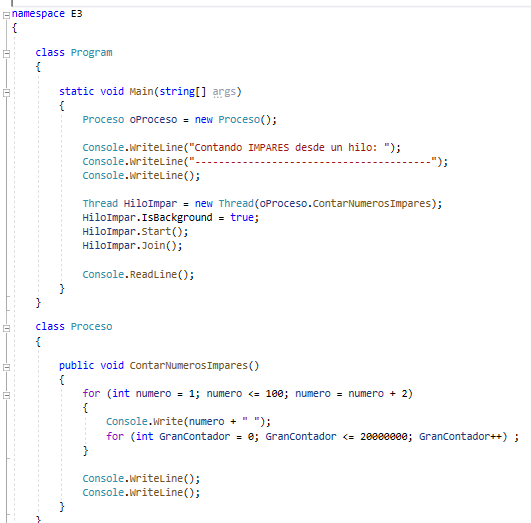 namespace E3
{
class Program
{
static void Main(string[] args)
{
Proceso oProceso = new Proceso();
Console.WriteLine("Contando IMPARES desde un hilo: ");
Console.WriteLine("----------------------------------------");
Console.WriteLine();
Thread HiloImpar = new Thread(oProceso.ContarNumerosImpares);
HiloImpar.IsBackground = true;
HiloImpar.Start();
HiloImpar.Join();
Console.ReadLine();
}
}
class Proceso
{
public void ContarNumerosImpares()
{
for (int numero = 1; numero <= 100; numero = numero + 2)
{
Console.Write(numero + " ");
for (int GranContador = 0; GranContador <= 20000000; GranContador++) ;
}
Console.WriteLine();
Console.WriteLine();
}
}